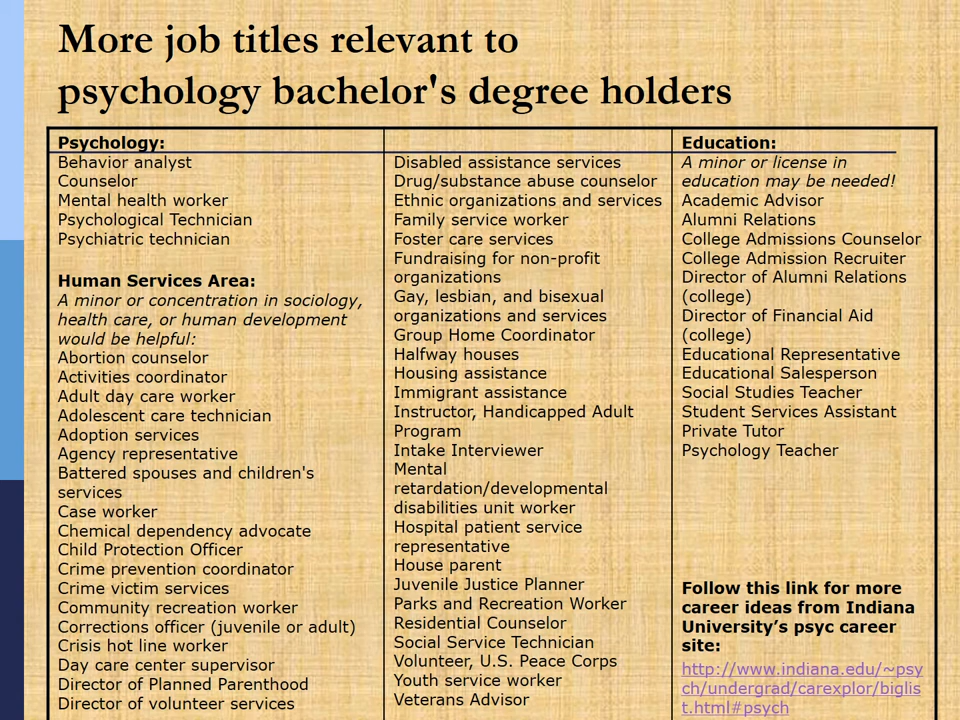 More job titles relevant to
psychology bachelor's degree holders
Psychology:
Behavior analyst
Counselor
Mental health worker
Psychological Technician
Psychiatric technician
Human Services Area:
A minor or concentration in sociology,
health care, or human development
would be helpful:
Abortion counselor
Activities coordinator
Adult day care worker
Adolescent care technician
Adoption services
Agency representative
Battered spouses and children's
services
Case worker
Chemical dependency advocate
Child Protection Officer
Crime prevention coordinator
Crime victim services
Community recreation worker
Corrections officer (juvenile or adult)
Crisis hot line worker
Day care center supervisor
Director of Planned Parenthood
Director of volunteer services
Disabled assistance services
Drug/substance abuse counselor
Ethnic organizations and services
Family service worker
Foster care services
Fundraising for non-profit
organizations
Gay, lesbian, and bisexual
organizations and services
Group Home Coordinator
Halfway houses
Housing assistance
Immigrant assistance
Instructor, Handicapped Adult
Program
Intake Interviewer
Mental
retardation/developmental
disabilities unit worker
Hospital patient service
representative
House parent
Juvenile Justice Planner
Parks and Recreation Worker
Residential Counselor
Social Service Technician
Volunteer, U.S. Peace Corps
Youth service worker
Veterans Advisor
Education:
A minor or license in
education may be needed!
Academic Advisor
Alumni Relations
College Admissions Counselor
College Admission Recruiter
Director of Alumni Relations
(college)
Director of Financial Aid
(college)
Educational Representative
Educational Salesperson
Social Studies Teacher
Student Services Assistant
Private Tutor
Psychology Teacher
Follow this link for more
career ideas from Indiana
University’s psyc career
site:
http://www.indiana.edu/~psy
ch/undergrad/carexplor/biglis
t.html#psych